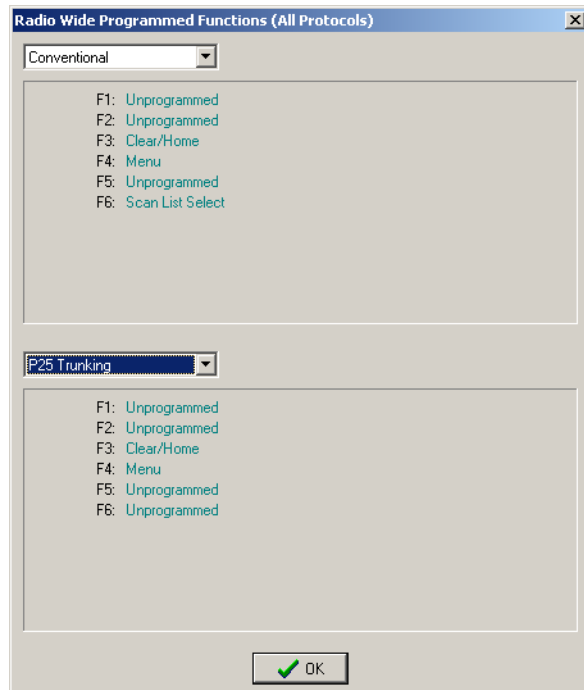 Radio Wide Programmed Functions (All Protocols)
Conventional
F1: Unprogrammed
F2: Unprogrammed
F3: Clear/Home
F4: Menu
F5: Unprogrammed
F6: Scan List Select
P25 Trunking
F1: Unprogrammed
F2: Unprogrammed
F3: Clear/Home
F4: Menu
F5: Unprogrammed
F6: Unprogrammed
OK